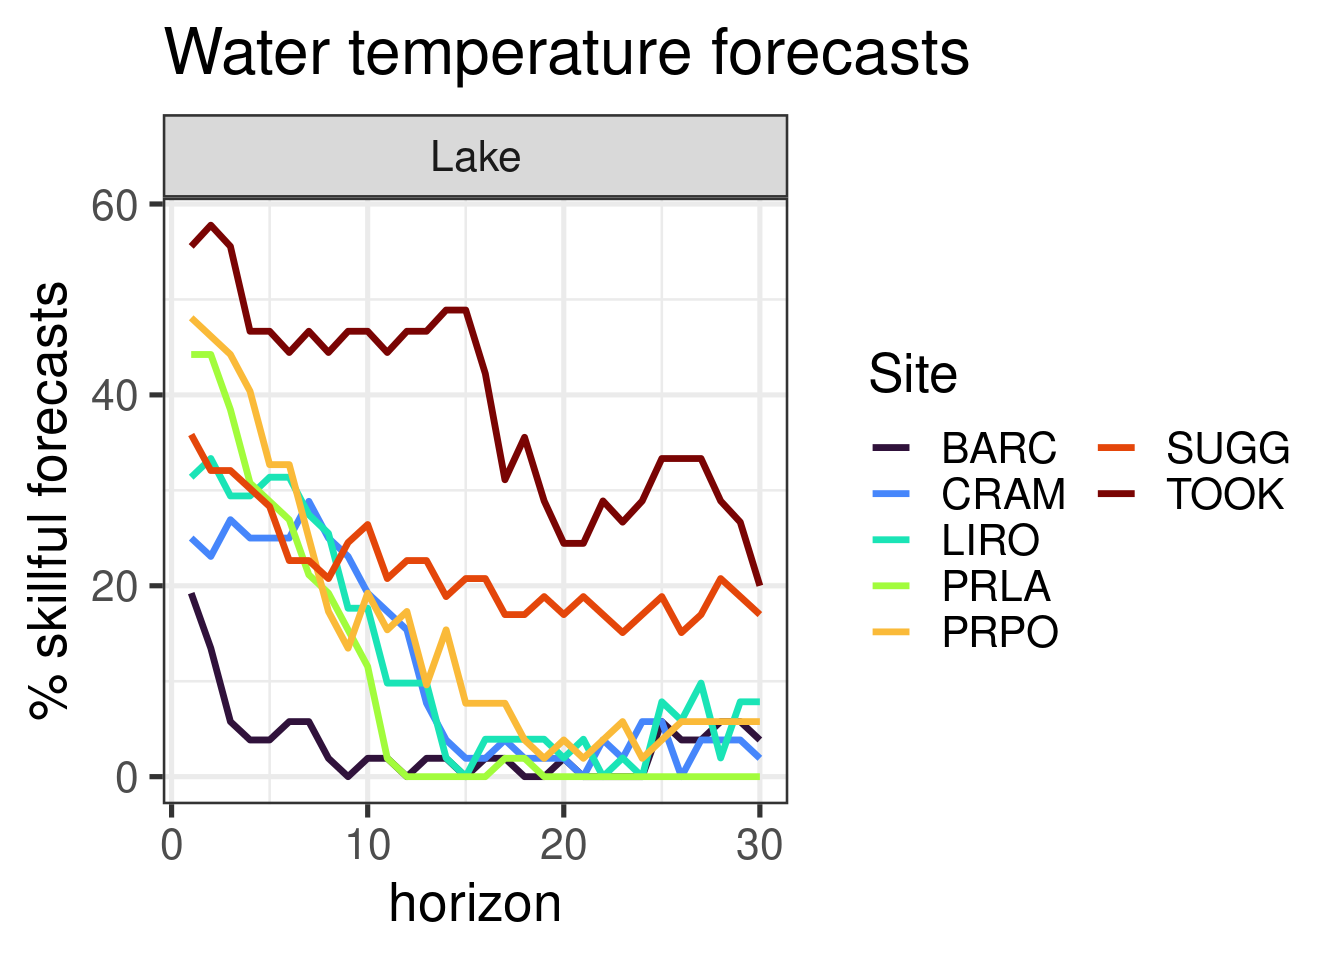 Water temperature forecasts
Lake
% skillful forecasts
60
40
20
0
0 10 20 30
horizon
Site
BARC SUGG
CRAM TOOK
LIRO
PRLA
PRPO